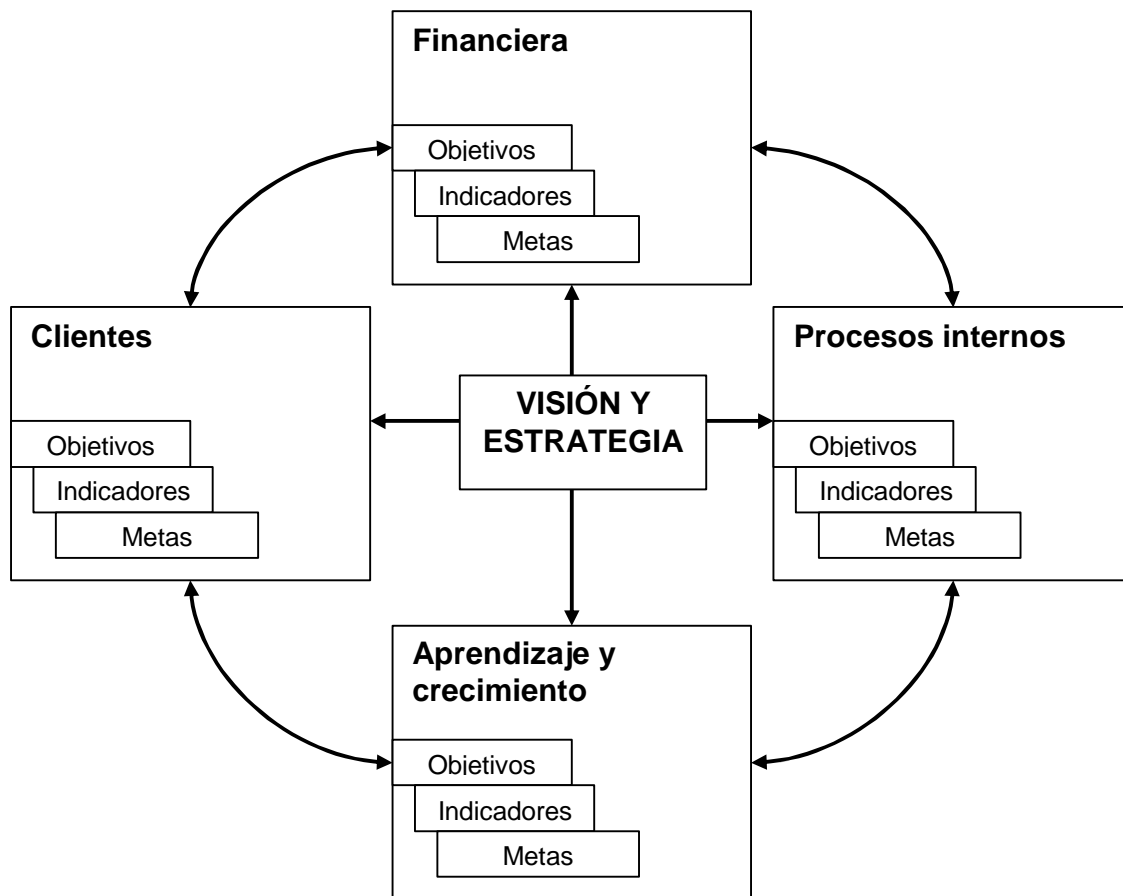 Financiera
Objetivos
Indicadores
Metas
Clientes
Objetivos
Indicadores
Metas
VISIÓN Y
ESTRATEGIA
Procesos internos
Objetivos
Indicadores
Metas
Aprendizaje y
crecimiento
Objetivos
Indicadores
Metas